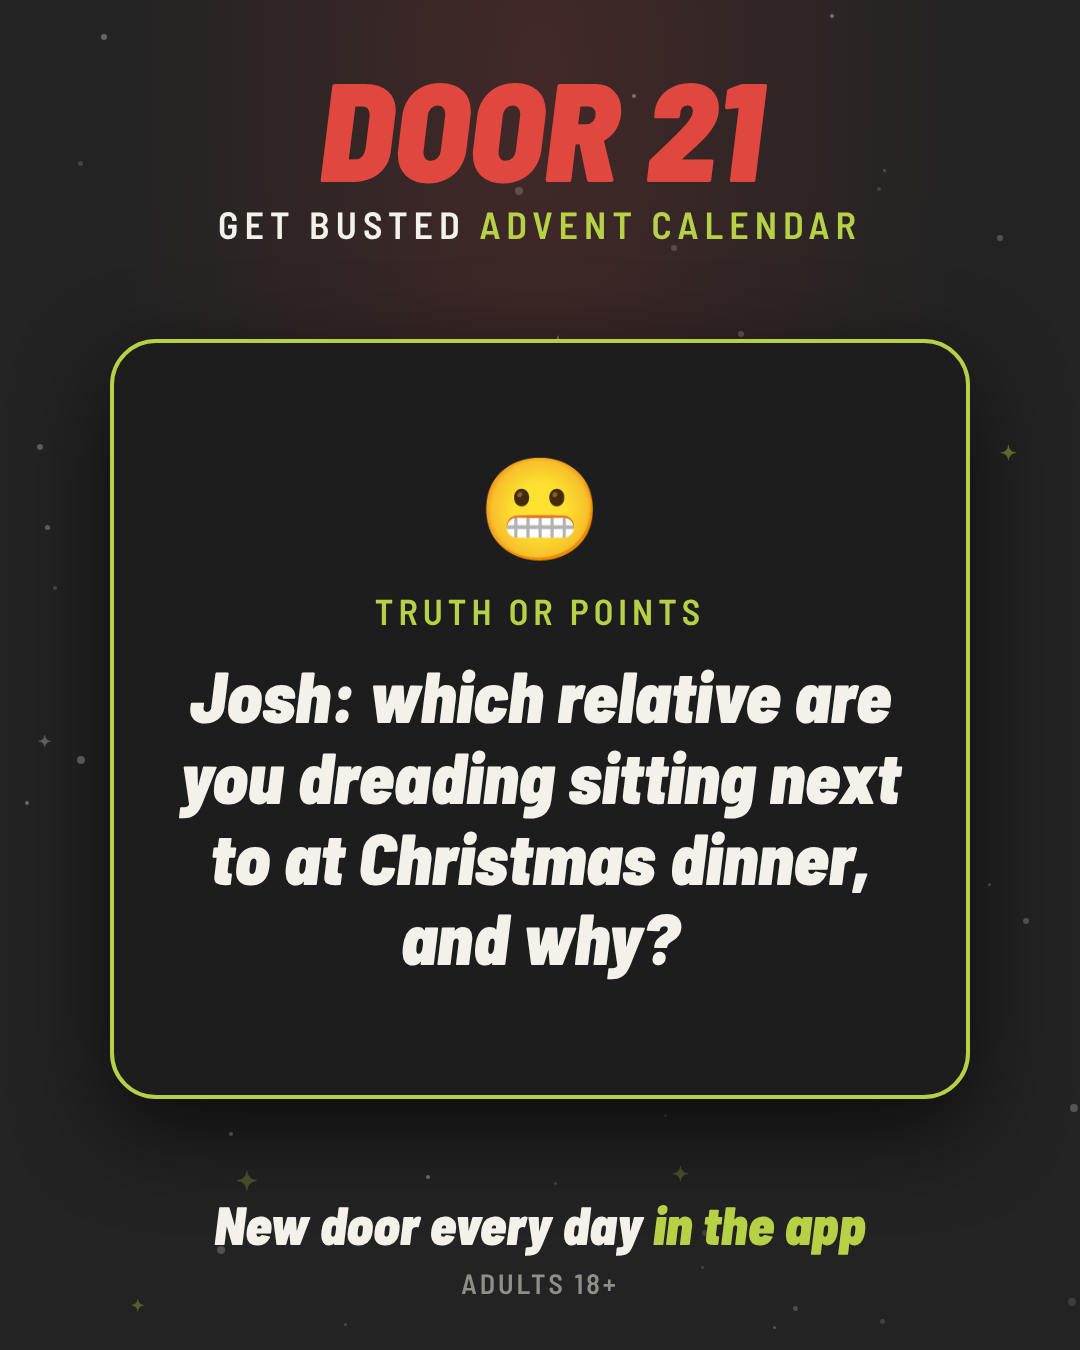 DOOR 21
GET BUSTED ADVENT CALENDAR
TRUTH OR POINTS
Josh: which relative are
you dreading sitting next
to at Christmas dinner,
and why?
New door every day in the app
ADULTS 18+